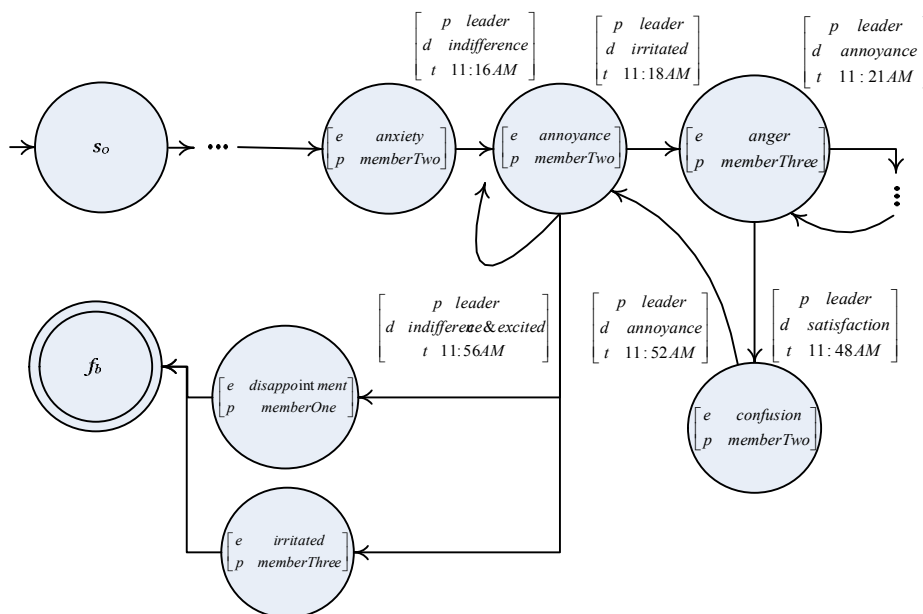 p leader
d indifference
t 11:16AM
p leader
d irritated
t 11:18AM
p leader
d annoyance
t 11:21AM
s₀
...
e anxiety
p memberTwo
e annoyance
p memberTwo
e anger
p memberThree
...
p leader
d indifference & excited
t 11:56AM
p leader
d annoyance
t 11:52AM
p leader
d satisfaction
t 11:48AM
f_b
e disappointment
p memberOne
e confusion
p memberTwo
e irritated
p memberThree